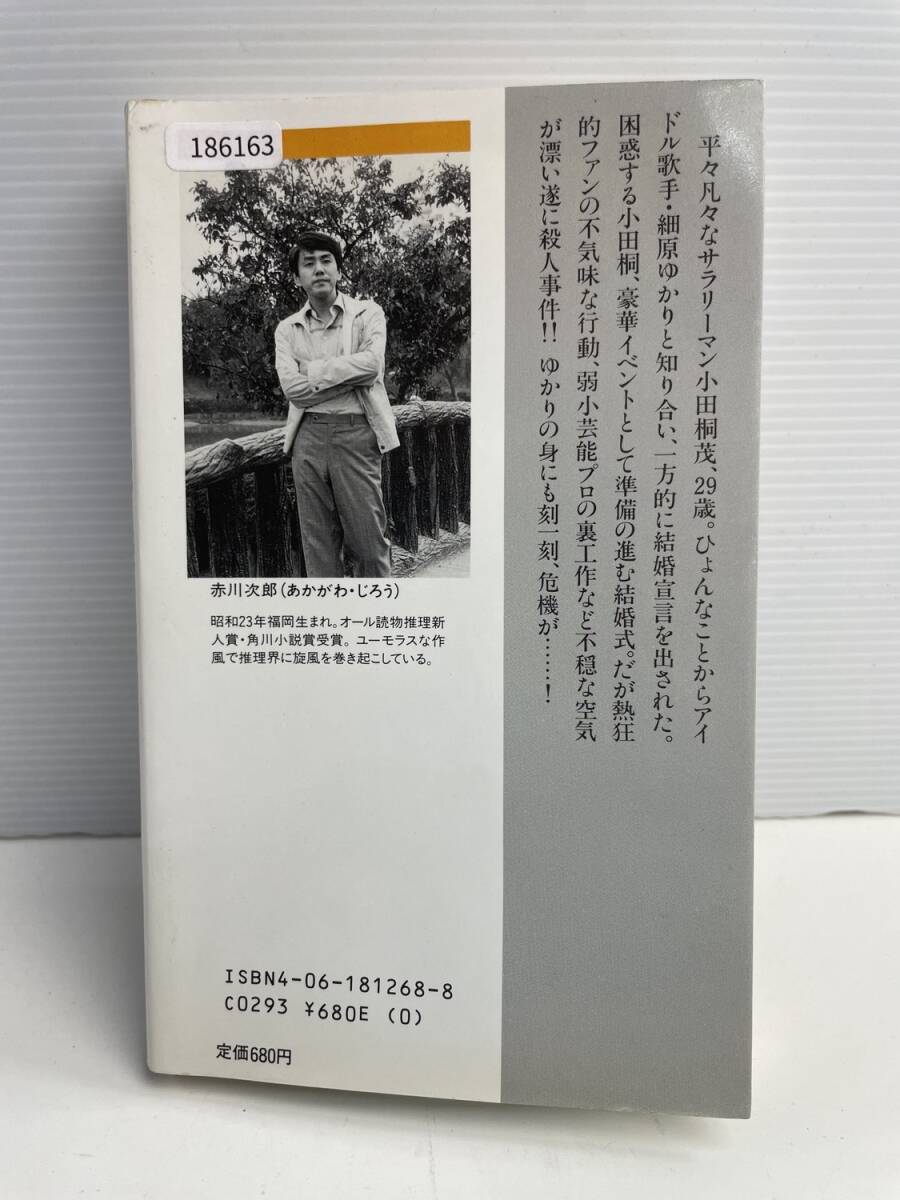 平々凡々なサラリーマン小田桐茂、29歳。ひょんなことからアイ
ドル歌手・細原ゆかりと知り合い、一方的に結婚宣言を出された。
困惑する小田桐、豪華イベントとして準備の進む結婚式。だが熱狂
的ファンの不気味な行動、弱小芸能プロの裏工作など不穏な空気
が漂い遂に殺人事件!! ゆかりの身にも刻一刻、危機が……!
186163
赤川次郎(あかがわ・じろう)
昭和23年福岡生まれ。オール読物推理新
人賞・角川小説賞受賞。ユーモラスな作
風で推理界に旋風を巻き起こしている。
ISBN4-06-181268-8
C0293 ¥680E (0)
定価680円